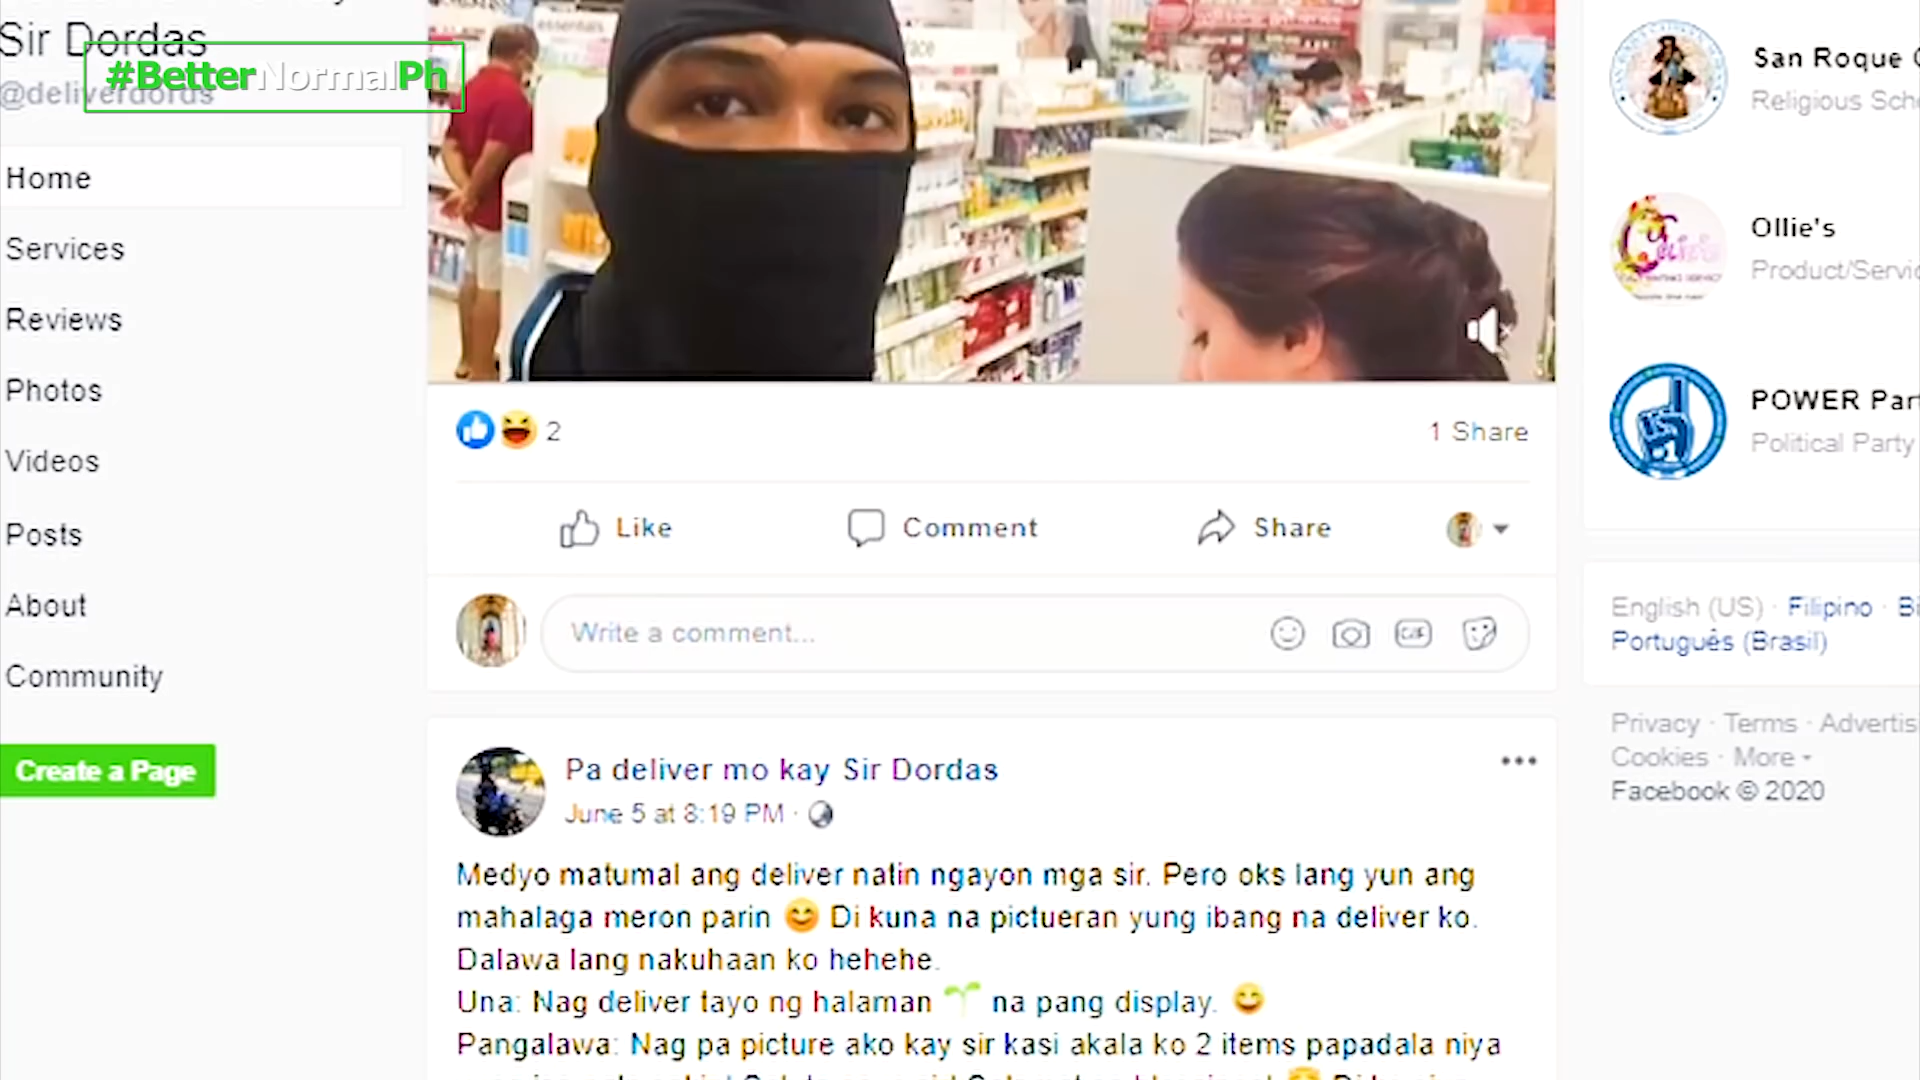 Sir Dordas
@deliverdords
#BetterNormalPh
Home
Services
Reviews
Photos
Videos
Posts
About
Community
Create a Page
essentials
2
1 Share
Like
Comment
Share
Write a comment...
GIF
Pa deliver mo kay Sir Dordas
June 5 at 8:19 PM ·
Medyo matumal ang deliver natin ngayon mga sir. Pero oks lang yun ang
mahalaga meron parin 😊 Di kuna na pictueran yung ibang na deliver ko.
Dalawa lang nakuhaan ko hehehe.
Una: Nag deliver tayo ng halaman 🌱 na pang display. 😄
Pangalawa: Nag pa picture ako kay sir kasi akala ko 2 items papadala niya
San Roque
Religious
Ollie's
Product/Servic
POWER Par
Political Party
English (US) · Filipino · Bi
Português (Brasil)
Privacy · Terms · Advertis
Cookies · More
Facebook © 2020